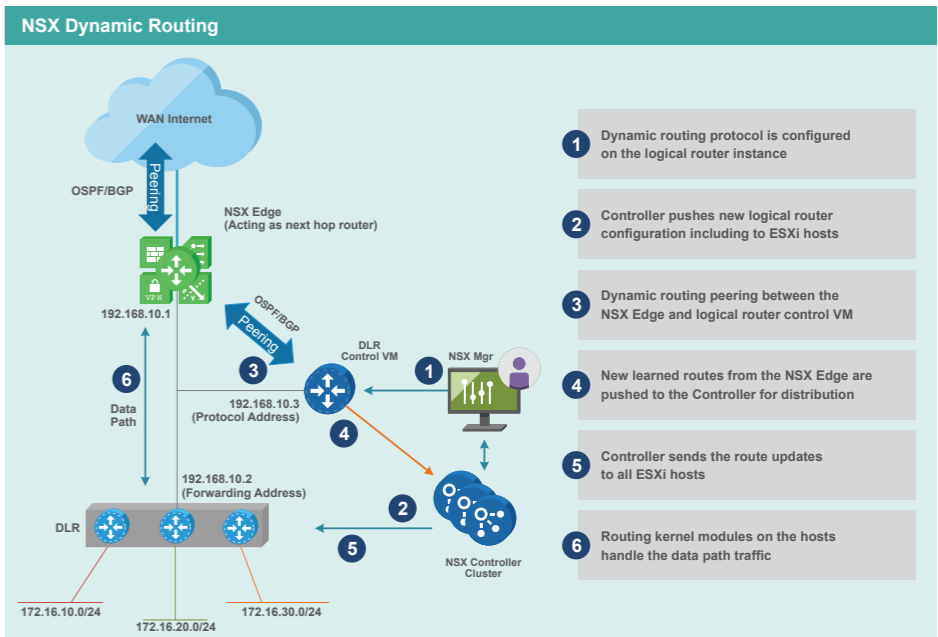 NSX Dynamic Routing
WAN Internet
OSPF/BGP
Peering
NSX Edge
(Acting as next hop router)
VPN
192.168.10.1
OSPF/BGP
Peering
3
DLR
Control VM
NSX Mgr
1
6
Data
Path
192.168.10.3
(Protocol Address)
4
192.168.10.2
(Forwarding Address)
DLR
2
5
NSX Controller
Cluster
172.16.10.0/24
172.16.20.0/24
172.16.30.0/24
1
Dynamic routing protocol is configured
on the logical router instance
2
Controller pushes new logical router
configuration including to ESXi hosts
3
Dynamic routing peering between the
NSX Edge and logical router control VM
4
New learned routes from the NSX Edge are
pushed to the Controller for distribution
5
Controller sends the route updates
to all ESXi hosts
6
Routing kernel modules on the hosts
handle the data path traffic